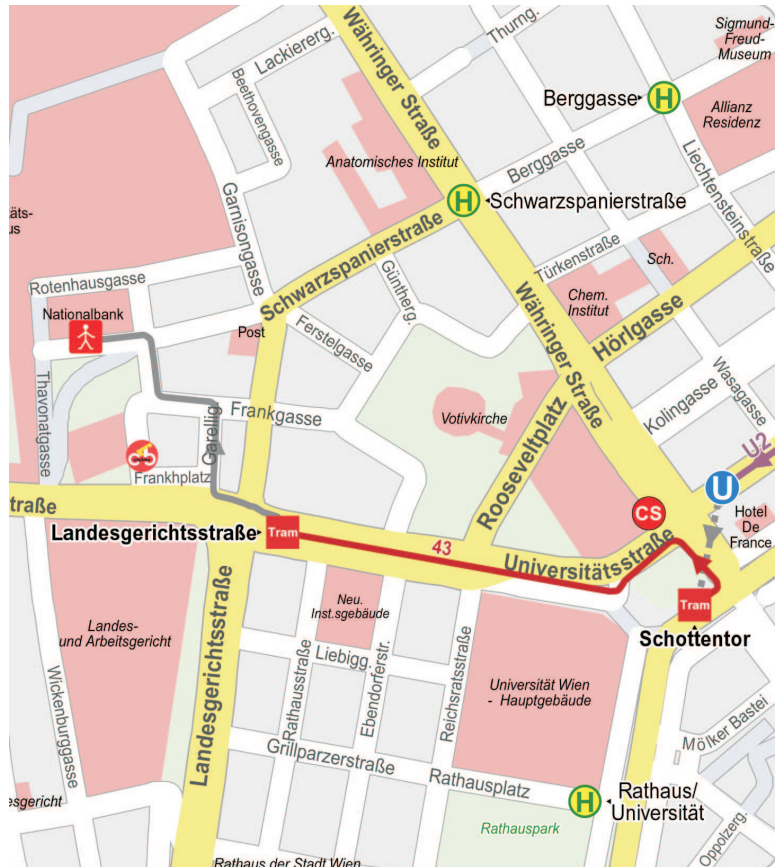 Lackiererg.
Währinger Straße
Thurng.
Sigmund-
Freud-
Museum
Beethovengasse
Berggasse
H
Allianz
Residenz
Anatomisches Institut
Berggasse
Liechtensteinstraße
H
Schwarzspanierstraße
Garnisongasse
Schwarzspanierstraße
Güntherg.
Türkenstraße
Sch.
täts-
us
Rotenhausgasse
Chem.
Institut
Währinger Straße
Hörlgasse
Nationalbank
Post
Ferstelgasse
Thavonatgasse
Wasagasse
Kolingasse
Votivkirche
Garellig.
Frankgasse
Rooseveltplatz
U2
U
Frankhplatz
traße
CS
Hotel
De
France
Landesgerichtsstraße
Tram
43
Universitätsstraße
Tram
Schottentor
Neu.
Inst.sgebäude
Landes-
und Arbeitsgericht
Landesgerichtsstraße
Liebigg.
Rathausstraße
Ebendorferstr.
Reichsratsstraße
Universität Wien
- Hauptgebäude
Wickenburggasse
Grillparzerstraße
Mölker Bastei
Rathausplatz
esgericht
H
Rathaus/
Universität
Rathauspark
Oppolzerg.
Rathaus der Stadt Wien